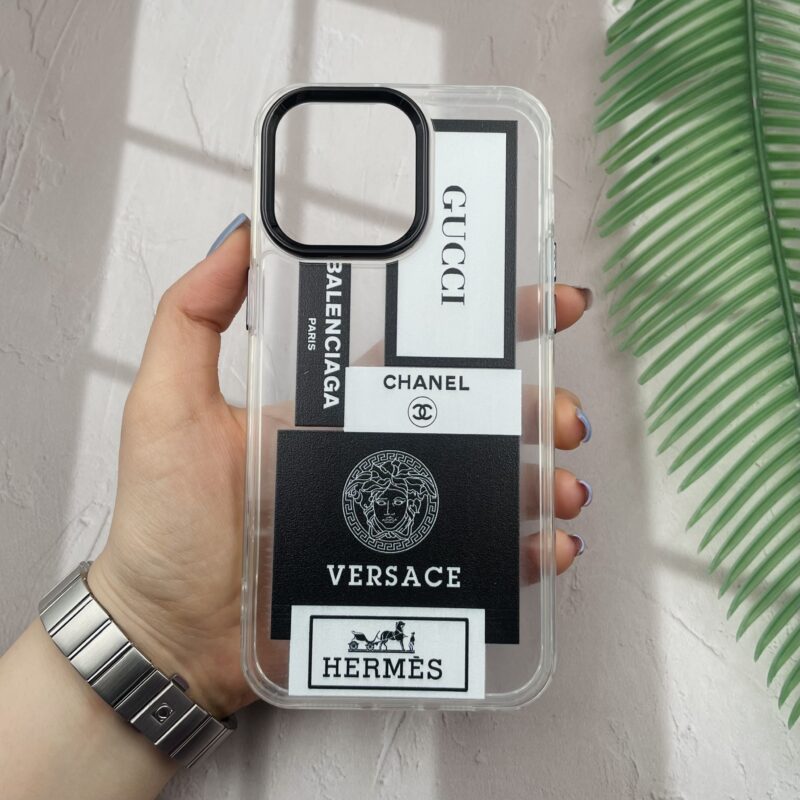 GUCCI
BALENCIAGA
PARIS
CHANEL
VERSACE
HERMÈS